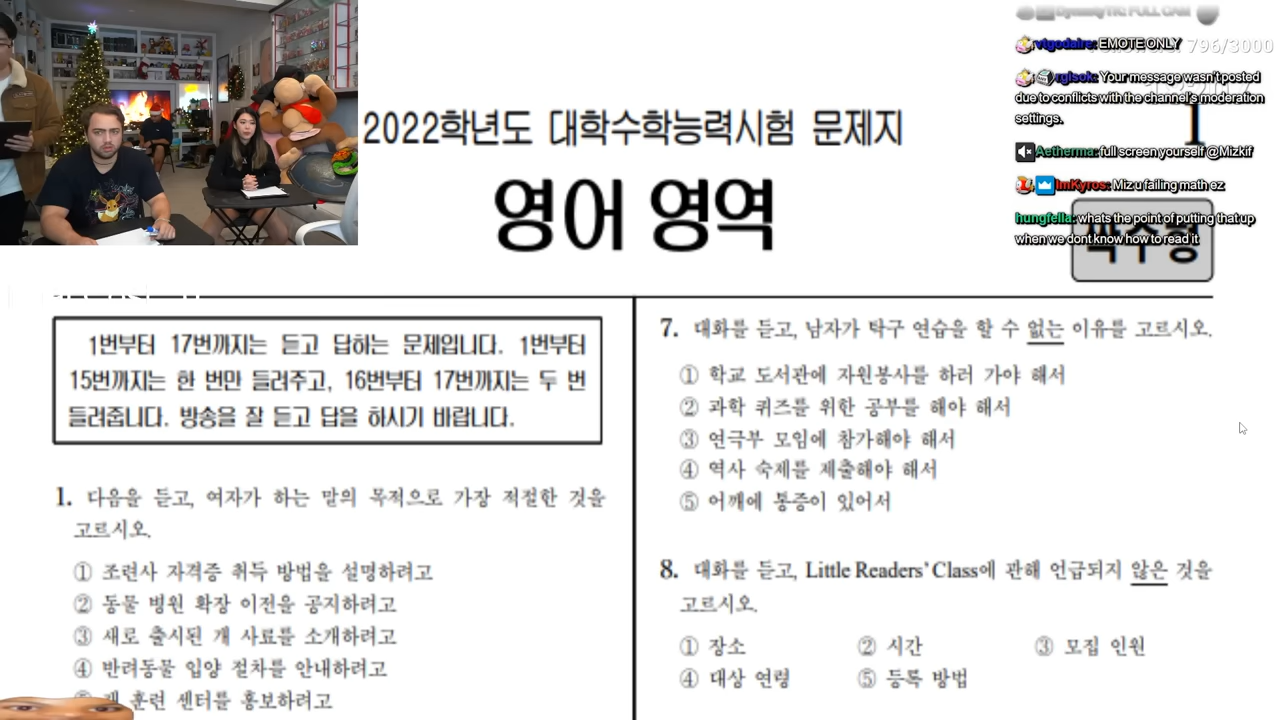 2022학년도 대학수학능력시험 문제지
1
영어 영역
짝수형
1번부터 17번까지는 듣고 답하는 문제입니다. 1번부터
15번까지는 한 번만 들려주고, 16번부터 17번까지는 두 번
들려줍니다. 방송을 잘 듣고 답을 하시기 바랍니다.
1. 다음을 듣고, 여자가 하는 말의 목적으로 가장 적절한 것을
고르시오.
① 조련사 자격증 취득 방법을 설명하려고
② 동물 병원 확장 이전을 공지하려고
③ 새로 출시된 개 사료를 소개하려고
④ 반려동물 입양 절차를 안내하려고
⑤ 개 훈련 센터를 홍보하려고
7. 대화를 듣고, 남자가 탁구 연습을 할 수 없는 이유를 고르시오.
① 학교 도서관에 자원봉사를 하러 가야 해서
② 과학 퀴즈를 위한 공부를 해야 해서
③ 연극부 모임에 참가해야 해서
④ 역사 숙제를 제출해야 해서
⑤ 어깨에 통증이 있어서
8. 대화를 듣고, Little Readers' Class에 관해 언급되지 않은 것을
고르시오.
① 장소 ② 시간 ③ 모집 인원
④ 대상 연령 ⑤ 등록 방법
DynastyTIC: FULL CAM
vtgodaire: EMOTE ONLY
796/3000
rgisok: Your message wasn't posted
due to conflicts with the channel's moderation
settings.
Aetherma: full screen yourself @Mizkif
ImKyros: Miz u failing math ez
hungfella: whats the point of putting that up
when we dont know how to read it